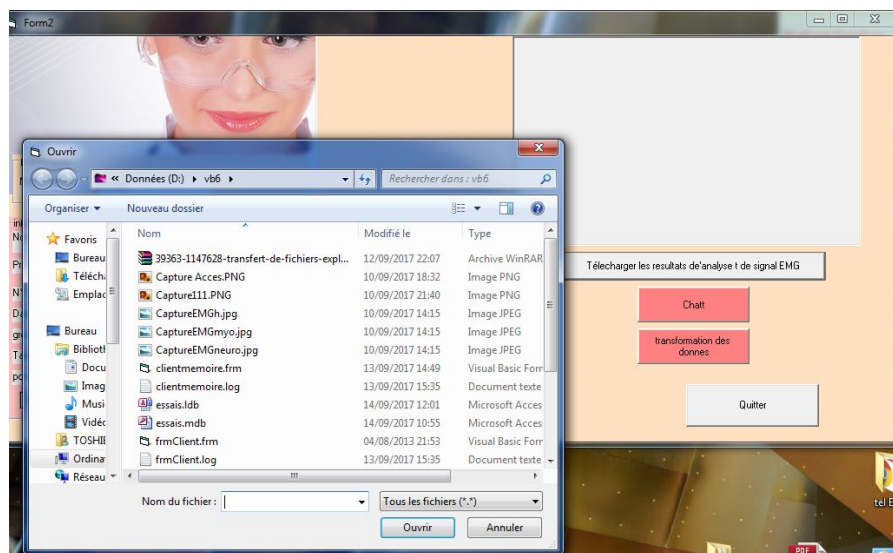 Form2
Ouvrir
Données (D:) vb6
Rechercher dans : vb6
Organiser
Nouveau dossier
Nom
Modifié le
Type
Favoris
Bureau
Téléch
Emplac
Bureau
Bibliot
Docu
Imag
Musi
Vidéc
TOSHIE
Ordina
Réseau
39363-1147628-transfert-de-fichiers-expl... 12/09/2017 22:07 Archive WinRAR
Capture Acces.PNG 10/09/2017 18:32 Image PNG
Capture111.PNG 10/09/2017 21:40 Image PNG
CaptureEMGh.jpg 10/09/2017 14:15 Image JPEG
CaptureEMGmyo.jpg 10/09/2017 14:15 Image JPEG
CaptureEMGneuro.jpg 10/09/2017 14:15 Image JPEG
clientmemoire.frm 13/09/2017 14:49 Visual Basic Forr
clientmemoire.log 13/09/2017 15:35 Document texte
essais.ldb 14/09/2017 12:01 Microsoft Acces
essais.mdb 14/09/2017 10:55 Microsoft Acces
frmClient.frm 04/08/2013 21:53 Visual Basic Forr
frmClient.log 13/09/2017 15:35 Document texte
Nom du fichier :
Tous les fichiers (*.*)
Ouvrir
Annuler
Télecharger les resultats de'analyse t de signal EMG
Chatt
transformation des
donnes
Quitter
tel E
PDF